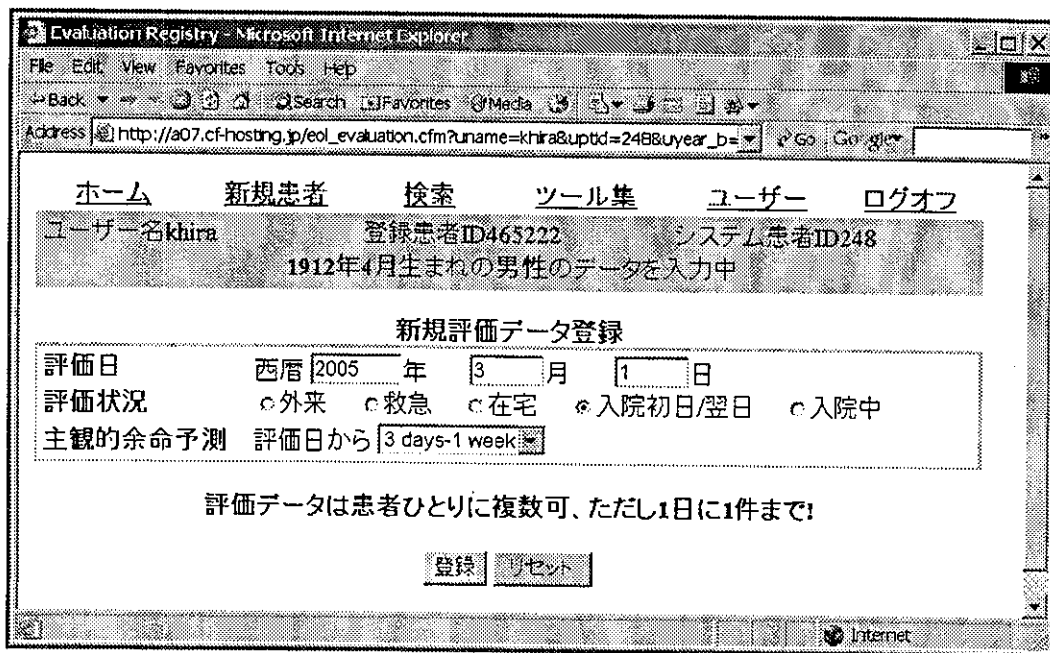 Evaluation Registry - Microsoft Internet Explorer
File Edit View Favorites Tools Help
Back Search Favorites Media
Address http://a07.cf-hosting.jp/eol_evaluation.cfm?uname=khira&uptid=248&uyear_b= Go Google
ホーム 新規患者 検索 ツール集 ユーザー ログオフ
ユーザー名khira 登録患者ID465222 システム患者ID248
1912年4月生まれの男性のデータを入力中
新規評価データ登録
評価日 西暦 2005 年 3 月 1 日
評価状況 外来 救急 在宅 入院初日/翌日 入院中
主観的余命予測 評価日から 3 days-1 week
評価データは患者ひとりに複数可、ただし1日に1件まで!
登録 リセット
Internet